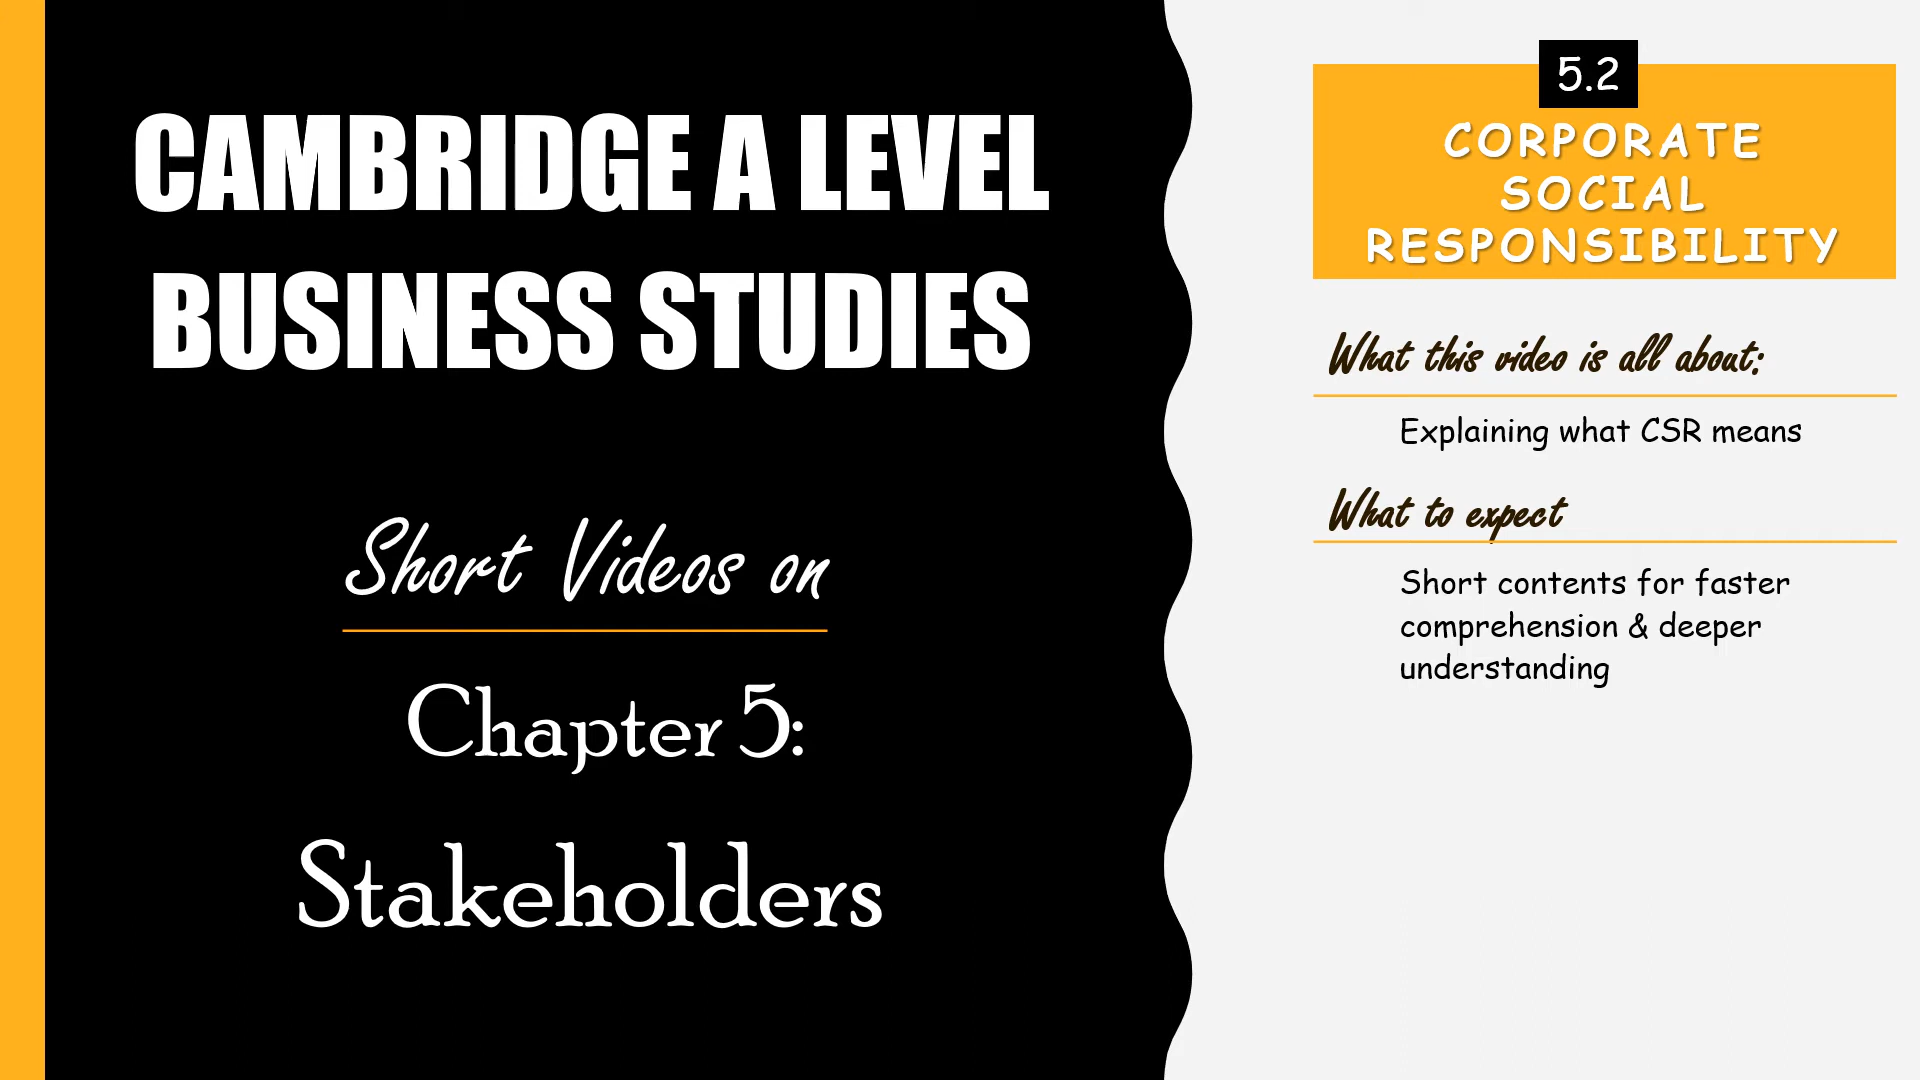 CAMBRIDGE A LEVEL
BUSINESS STUDIES
Short Videos on
Chapter 5:
Stakeholders
5.2
CORPORATE
SOCIAL
RESPONSIBILITY
What this video is all about:
Explaining what CSR means
What to expect
Short contents for faster
comprehension & deeper
understanding